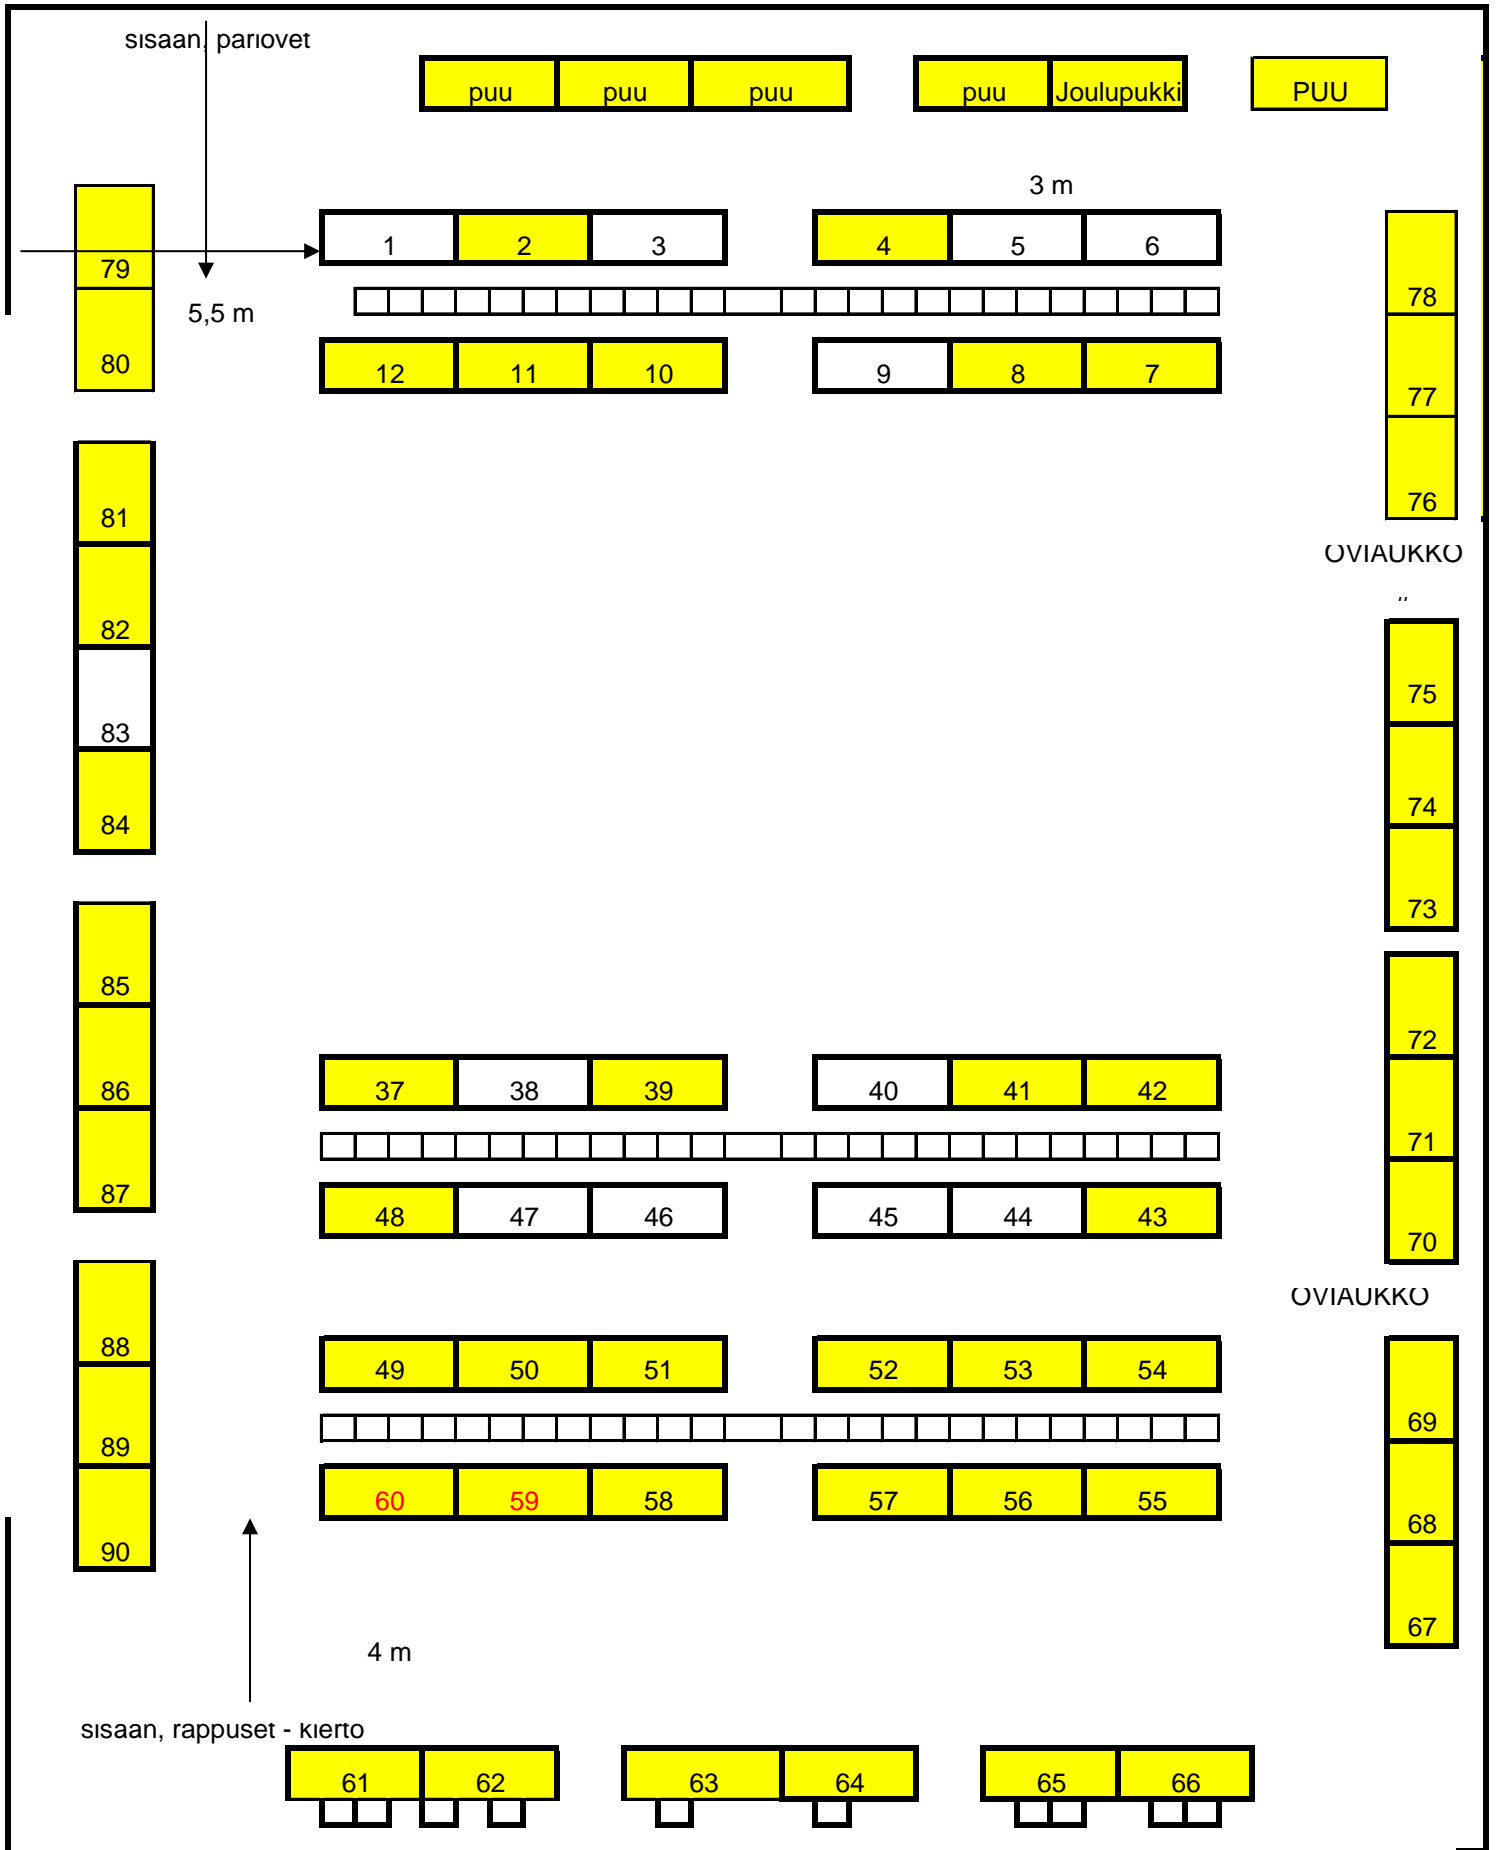 sisaan, pariovet
puu puu puu puu Joulupukki PUU
3 m
1 2 3 4 5 6
79
5,5 m
78
80
12 11 10 9 8 7
77
76
81
OVIAUKKO
"
82
75
83
74
84
73
85
72
86
37 38 39 40 41 42
71
87
48 47 46 45 44 43
70
OVIAUKKO
88
49 50 51 52 53 54
69
89
60 59 58 57 56 55
68
90
67
4 m
sisaan, rappuset - kierto
61 62 63 64 65 66